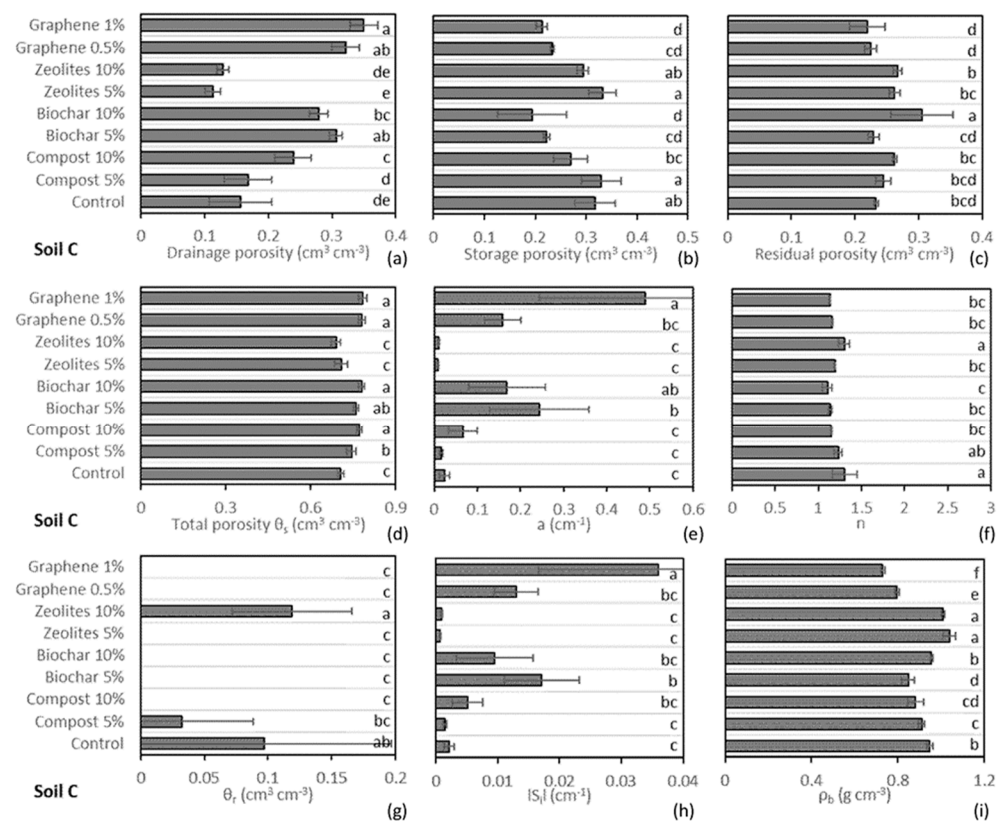 Graphene 1%
Graphene 0.5%
Zeolites 10%
Zeolites 5%
Biochar 10%
Biochar 5%
Compost 10%
Compost 5%
Control
a
ab
de
e
bc
ab
c
d
de
0 0.1 0.2 0.3 0.4
Soil C
Drainage porosity (cm³ cm⁻³)
(a)
d
cd
ab
a
d
cd
bc
a
ab
0 0.1 0.2 0.3 0.4 0.5
Storage porosity (cm³ cm⁻³)
(b)
d
d
b
bc
a
cd
bc
bcd
bcd
0 0.1 0.2 0.3 0.4
Residual porosity (cm³ cm⁻³)
(c)
Graphene 1%
Graphene 0.5%
Zeolites 10%
Zeolites 5%
Biochar 10%
Biochar 5%
Compost 10%
Compost 5%
Control
a
a
c
c
a
ab
a
b
c
0 0.3 0.6 0.9
Soil C
Total porosity θs (cm³ cm⁻³)
(d)
a
bc
c
c
ab
b
c
c
c
0 0.1 0.2 0.3 0.4 0.5 0.6
a (cm⁻¹)
(e)
bc
bc
a
bc
c
bc
bc
ab
a
0 0.5 1 1.5 2 2.5 3
n
(f)
Graphene 1%
Graphene 0.5%
Zeolites 10%
Zeolites 5%
Biochar 10%
Biochar 5%
Compost 10%
Compost 5%
Control
c
c
a
c
c
c
c
bc
ab
0 0.05 0.1 0.15 0.2
Soil C
θr (cm³ cm⁻³)
(g)
a
bc
c
c
bc
b
bc
c
c
0 0.01 0.02 0.03 0.04
|Si| (cm⁻¹)
(h)
f
e
a
a
b
d
cd
c
b
0 0.4 0.8 1.2
ρb (g cm⁻³)
(i)